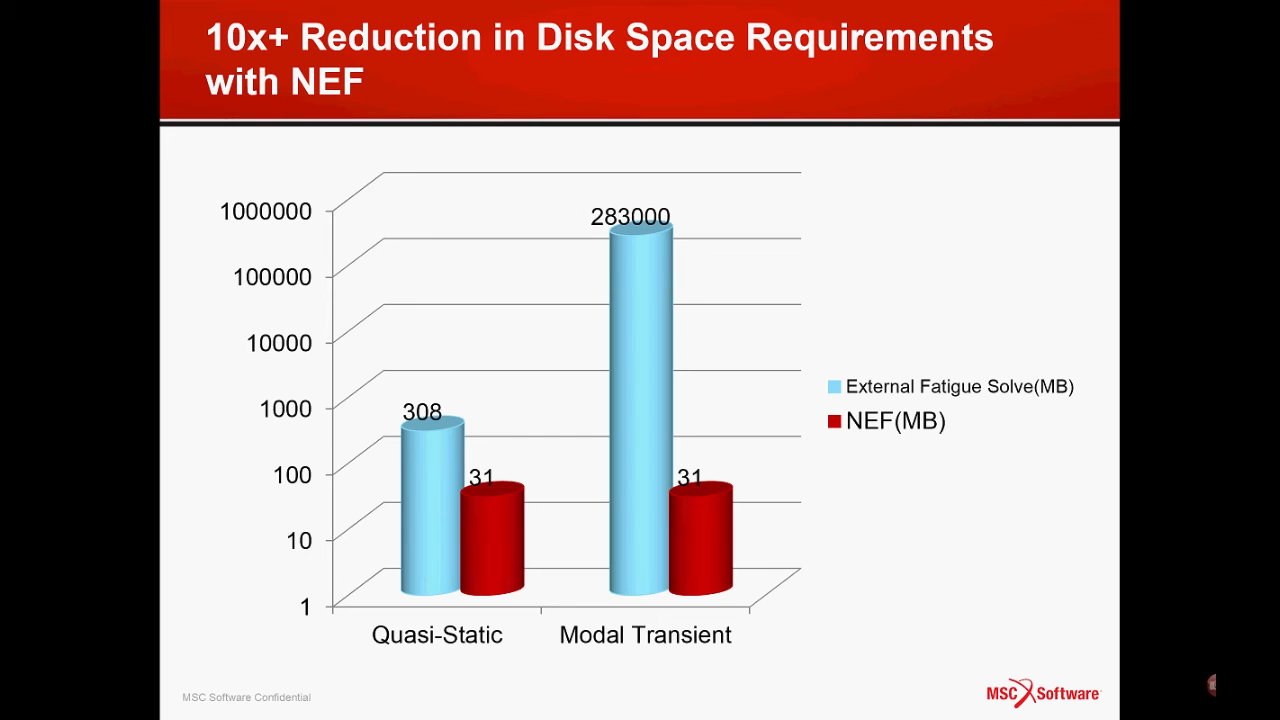 10x+ Reduction in Disk Space Requirements
with NEF
1000000
100000
10000
1000
100
10
1
308
31
283000
31
Quasi-Static
Modal Transient
External Fatigue Solve(MB)
NEF(MB)
MSC Software Confidential
MSC Software